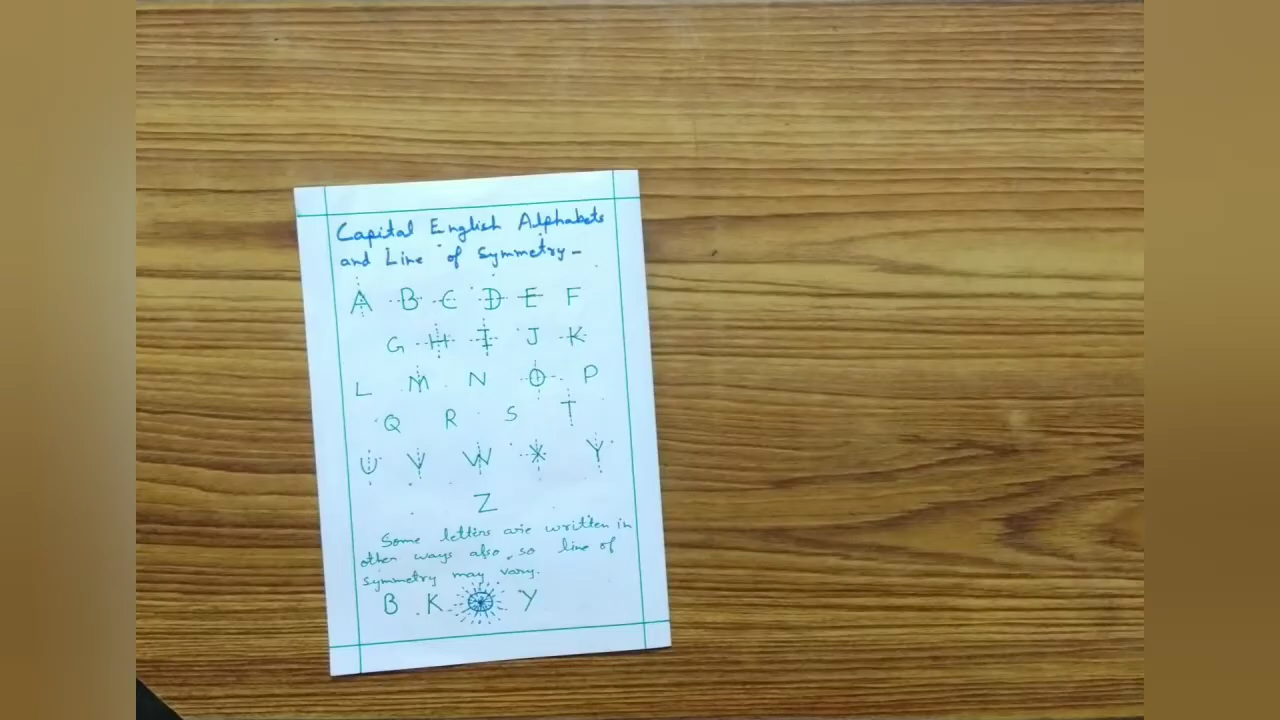 Capital English Alphabets
and Line of Symmetry -
A B C D E F
G H I J K
L M N O P
Q R S T
U V W X Y
Z
Some letters are written in
other ways also, so line of
symmetry may vary.
B K O Y